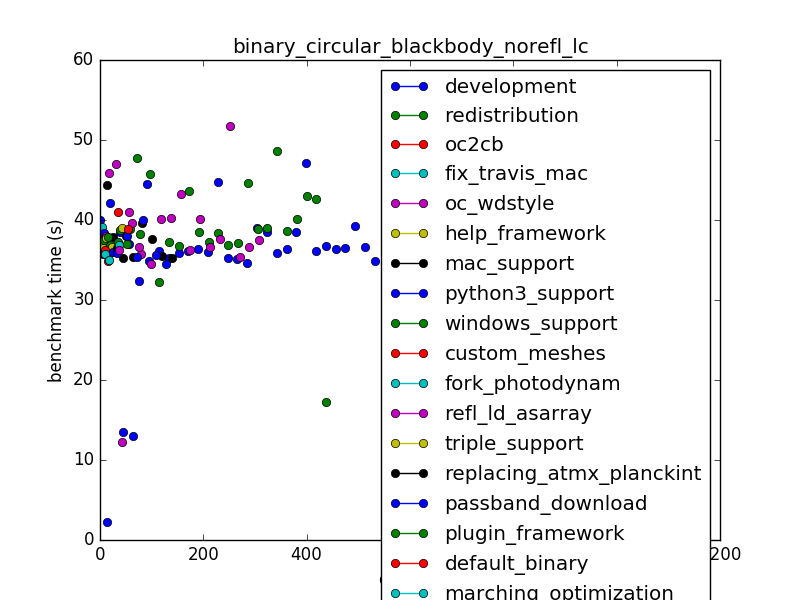 binary_circular_blackbody_norefl_lc
60
50
40
30
20
10
0
benchmark time (s)
0
200
400
200
development
redistribution
oc2cb
fix_travis_mac
oc_wdstyle
help_framework
mac_support
python3_support
windows_support
custom_meshes
fork_photodynam
refl_ld_asarray
triple_support
replacing_atmx_planckint
passband_download
plugin_framework
default_binary
marching_optimization